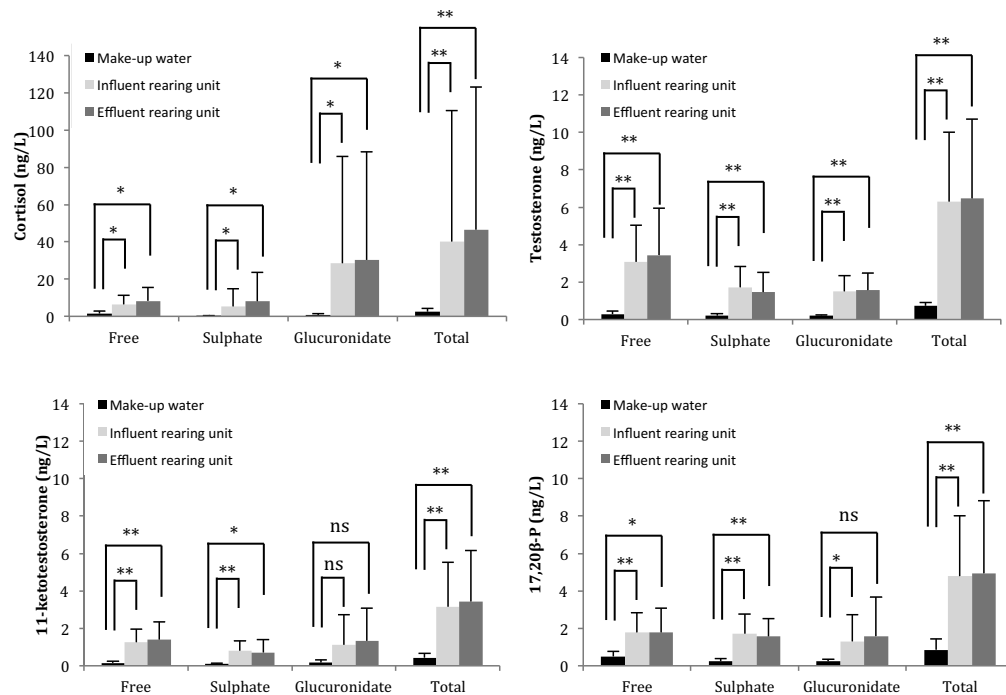 Cortisol (ng/L)
140
120
100
80
60
40
20
0
Make-up water
Influent rearing unit
Effluent rearing unit
*
*
*
*
*
*
**
**
Free
Sulphate
Glucuronidate
Total
Testosterone (ng/L)
14
12
10
8
6
4
2
0
Make-up water
Influent rearing unit
Effluent rearing unit
**
**
**
**
**
**
**
**
Free
Sulphate
Glucuronidate
Total
11-ketotestosterone (ng/L)
14
12
10
8
6
4
2
0
Make-up water
Influent rearing unit
Effluent rearing unit
**
**
*
**
ns
ns
**
**
Free
Sulphate
Glucuronidate
Total
17,20β-P (ng/L)
14
12
10
8
6
4
2
0
Make-up water
Influent rearing unit
Effluent rearing unit
*
**
**
**
ns
*
**
**
Free
Sulphate
Glucuronidate
Total